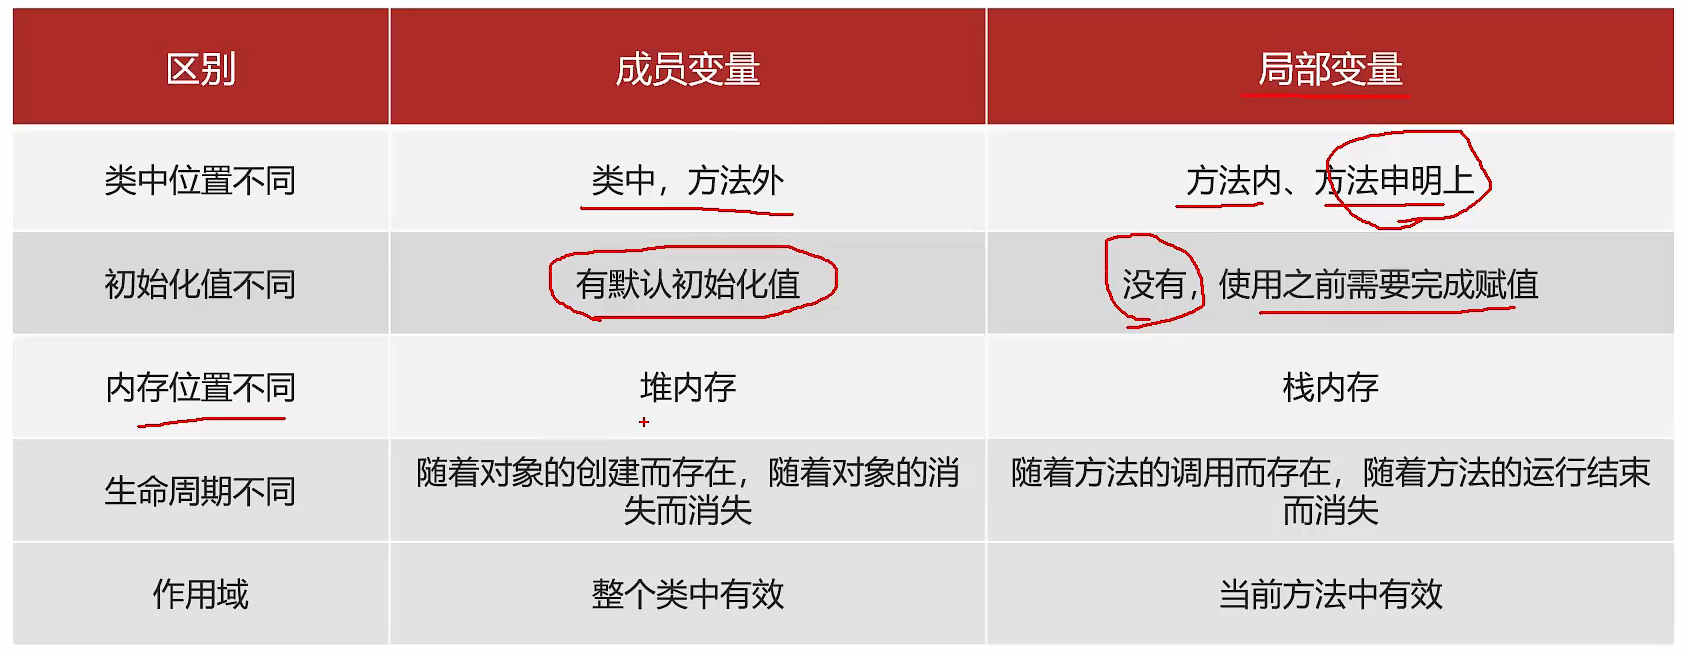 区别 成员变量 局部变量
类中位置不同 类中，方法外 方法内、方法申明上
初始化值不同 有默认初始化值 没有，使用之前需要完成赋值
内存位置不同 堆内存 栈内存
生命周期不同 随着对象的创建而存在，随着对象的消
失而消失 随着方法的调用而存在，随着方法的运行结束
而消失
作用域 整个类中有效 当前方法中有效